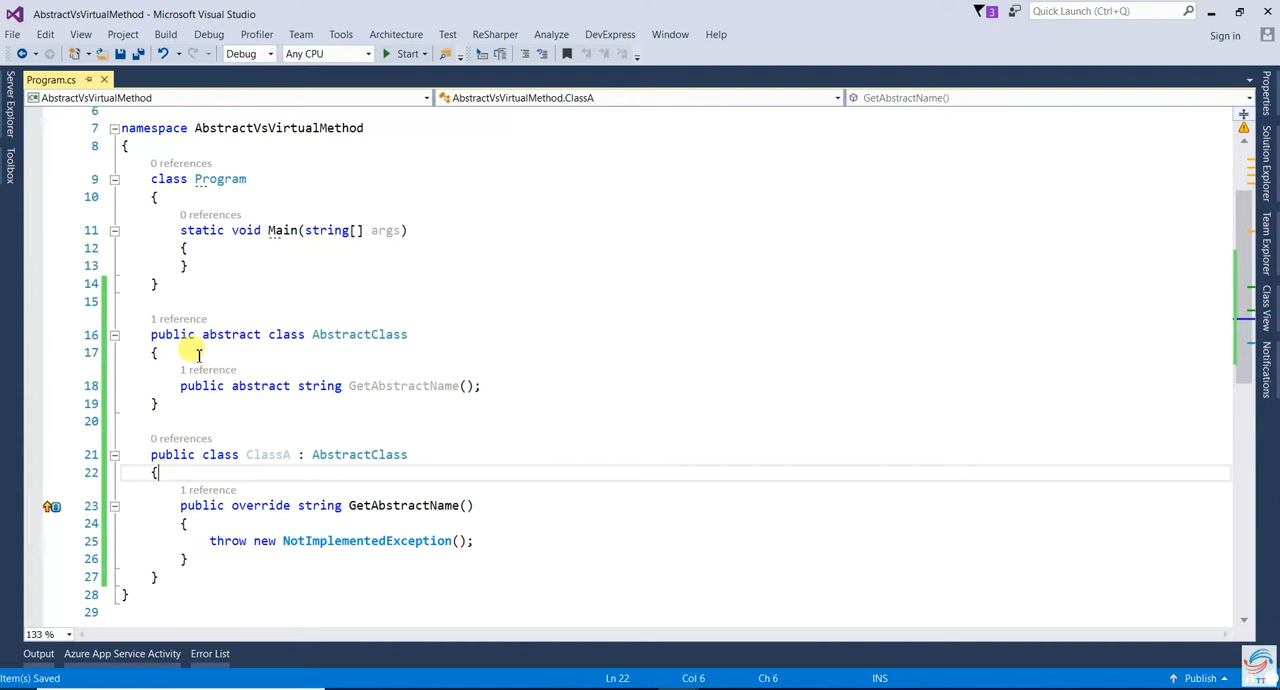 AbstractVsVirtualMethod - Microsoft Visual Studio
3
Quick Launch (Ctrl+Q)
File Edit View Project Build Debug Profiler Team Tools Architecture Test ReSharper Analyze DevExpress Window Help
Sign in
Debug Any CPU Start
Program.cs
AbstractVsVirtualMethod AbstractVsVirtualMethod.ClassA GetAbstractName()
6
7 namespace AbstractVsVirtualMethod
8 {
0 references
9 class Program
10 {
0 references
11 static void Main(string[] args)
12 {
13 }
14 }
15
1 reference
16 public abstract class AbstractClass
17 {
1 reference
18 public abstract string GetAbstractName();
19 }
20
0 references
21 public class ClassA : AbstractClass
22 {
1 reference
23 public override string GetAbstractName()
24 {
25 throw new NotImplementedException();
26 }
27 }
28 }
29
133 %
Server Explorer
Toolbox
Properties
Solution Explorer
Team Explorer
Class View
Notifications
Output Azure App Service Activity Error List
Item(s) Saved Ln 22 Col 6 Ch 6 INS Publish